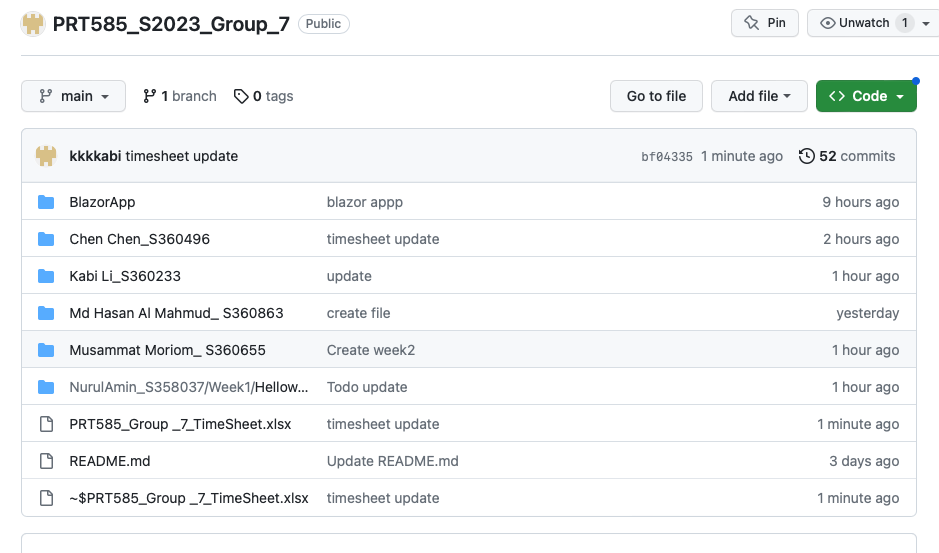 PRT585_S2023_Group_7 Public Pin Unwatch 1
main 1 branch 0 tags Go to file Add file Code
kkkkabi timesheet update bf04335 1 minute ago 52 commits
BlazorApp blazor appp 9 hours ago
Chen Chen_S360496 timesheet update 2 hours ago
Kabi Li_S360233 update 1 hour ago
Md Hasan Al Mahmud_ S360863 create file yesterday
Musammat Moriom_ S360655 Create week2 1 hour ago
NurulAmin_S358037/Week1/Hellow... Todo update 1 hour ago
PRT585_Group _7_TimeSheet.xlsx timesheet update 1 minute ago
README.md Update README.md 3 days ago
~$PRT585_Group _7_TimeSheet.xlsx timesheet update 1 minute ago